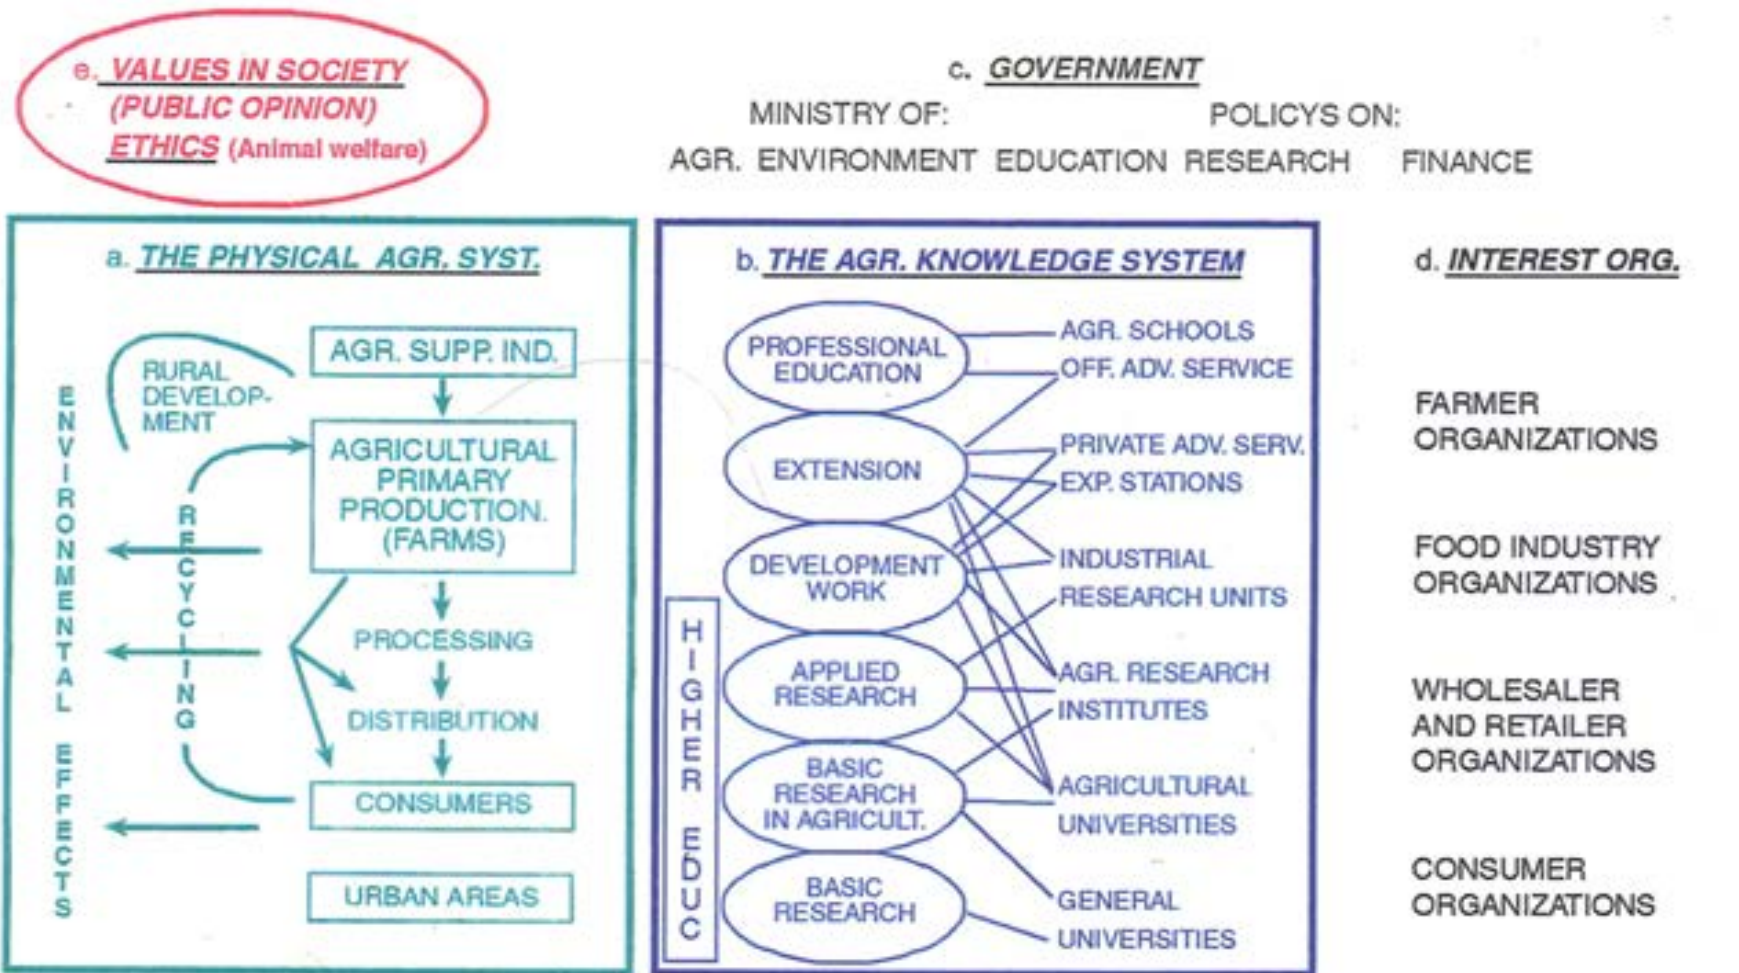 e. VALUES IN SOCIETY
(PUBLIC OPINION)
ETHICS (Animal welfare)
c. GOVERNMENT
MINISTRY OF: POLICYS ON:
AGR. ENVIRONMENT EDUCATION RESEARCH FINANCE
a. THE PHYSICAL AGR. SYST.
AGR. SUPP. IND.
RURAL
DEVELOP-
MENT
AGRICULTURAL
PRIMARY
PRODUCTION.
(FARMS)
ENVIRONMENTAL EFFECTS
RECYCLING
PROCESSING
DISTRIBUTION
CONSUMERS
URBAN AREAS
b. THE AGR. KNOWLEDGE SYSTEM
PROFESSIONAL
EDUCATION
EXTENSION
DEVELOPMENT
WORK
APPLIED
RESEARCH
BASIC
RESEARCH
IN AGRICULT.
BASIC
RESEARCH
HIGHER EDUC
AGR. SCHOOLS
OFF. ADV. SERVICE
PRIVATE ADV. SERV.
EXP. STATIONS
INDUSTRIAL
RESEARCH UNITS
AGR. RESEARCH
INSTITUTES
AGRICULTURAL
UNIVERSITIES
GENERAL
UNIVERSITIES
d. INTEREST ORG.
FARMER
ORGANIZATIONS
FOOD INDUSTRY
ORGANIZATIONS
WHOLESALER
AND RETAILER
ORGANIZATIONS
CONSUMER
ORGANIZATIONS